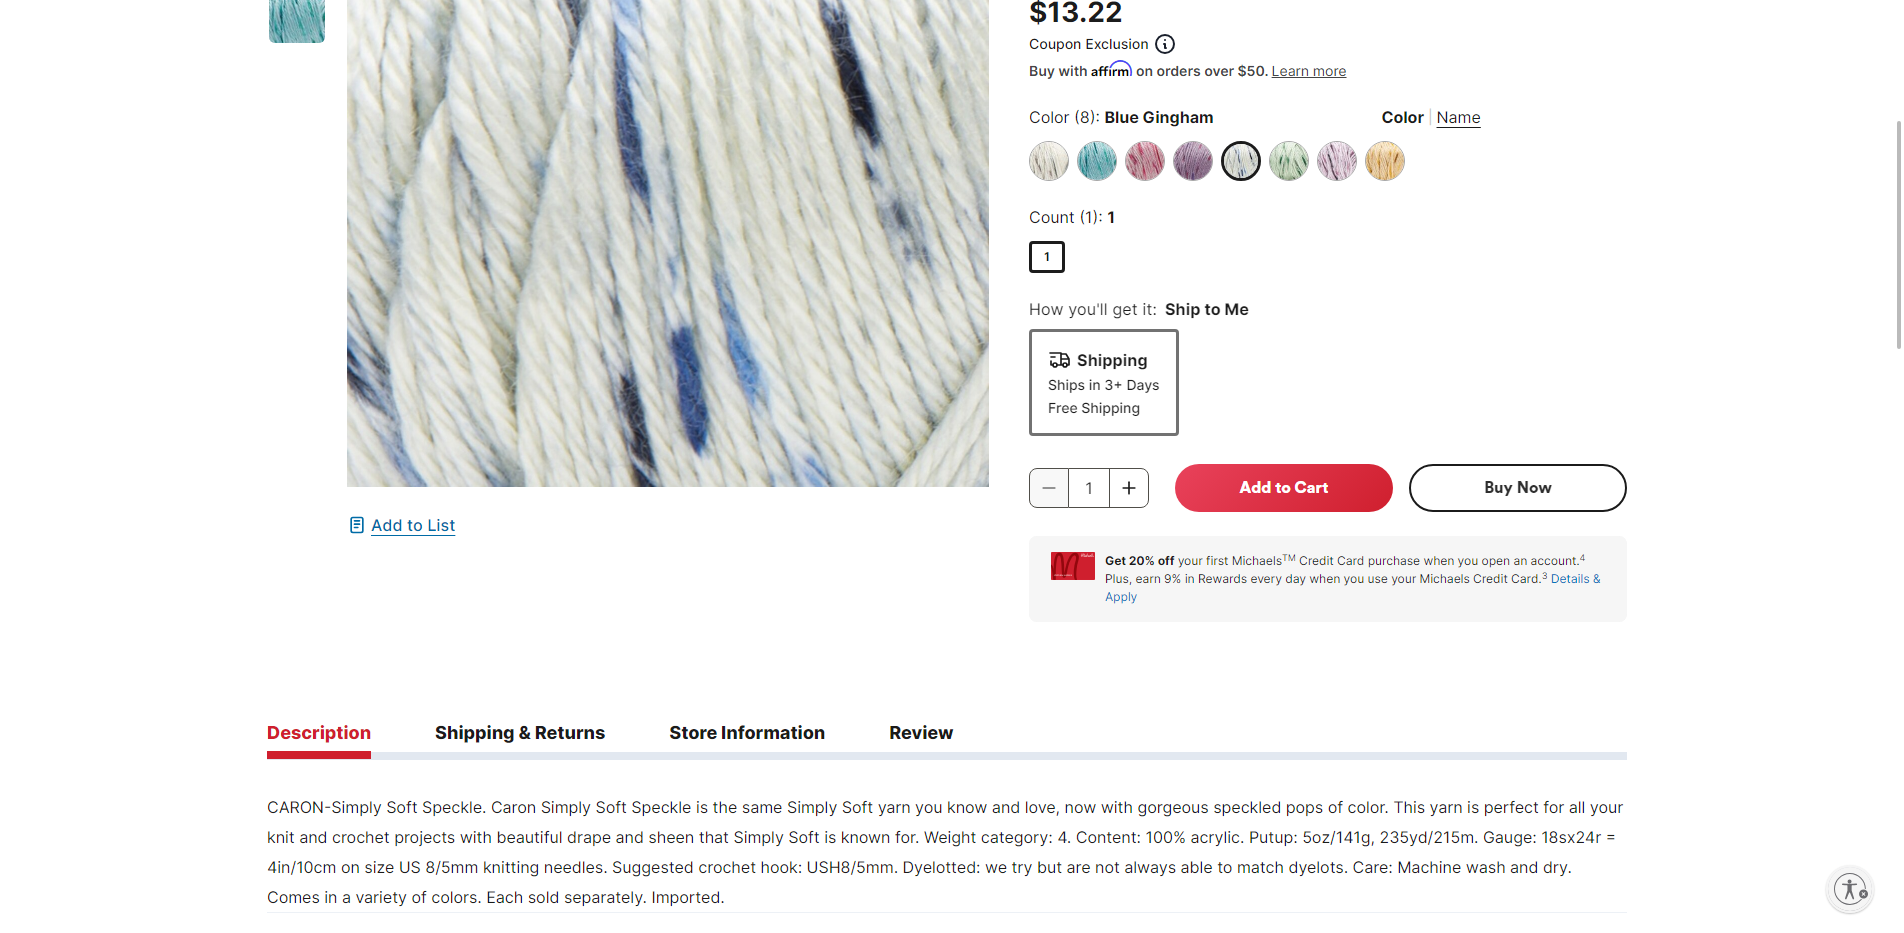 $13.22
Coupon Exclusion
Buy with affirm on orders over $50. Learn more
Color (8): Blue Gingham
Color | Name
Count (1): 1
1
How you'll get it: Ship to Me
Shipping
Ships in 3+ Days
Free Shipping
1
Add to Cart
Buy Now
Add to List
Get 20% off your first Michaels™ Credit Card purchase when you open an account.⁴
Plus, earn 9% in Rewards every day when you use your Michaels Credit Card.³ Details &
Apply
Description
Shipping & Returns
Store Information
Review
CARON-Simply Soft Speckle. Caron Simply Soft Speckle is the same Simply Soft yarn you know and love, now with gorgeous speckled pops of color. This yarn is perfect for all your
knit and crochet projects with beautiful drape and sheen that Simply Soft is known for. Weight category: 4. Content: 100% acrylic. Putup: 5oz/141g, 235yd/215m. Gauge: 18sx24r =
4in/10cm on size US 8/5mm knitting needles. Suggested crochet hook: USH8/5mm. Dyelotted: we try but are not always able to match dyelots. Care: Machine wash and dry.
Comes in a variety of colors. Each sold separately. Imported.